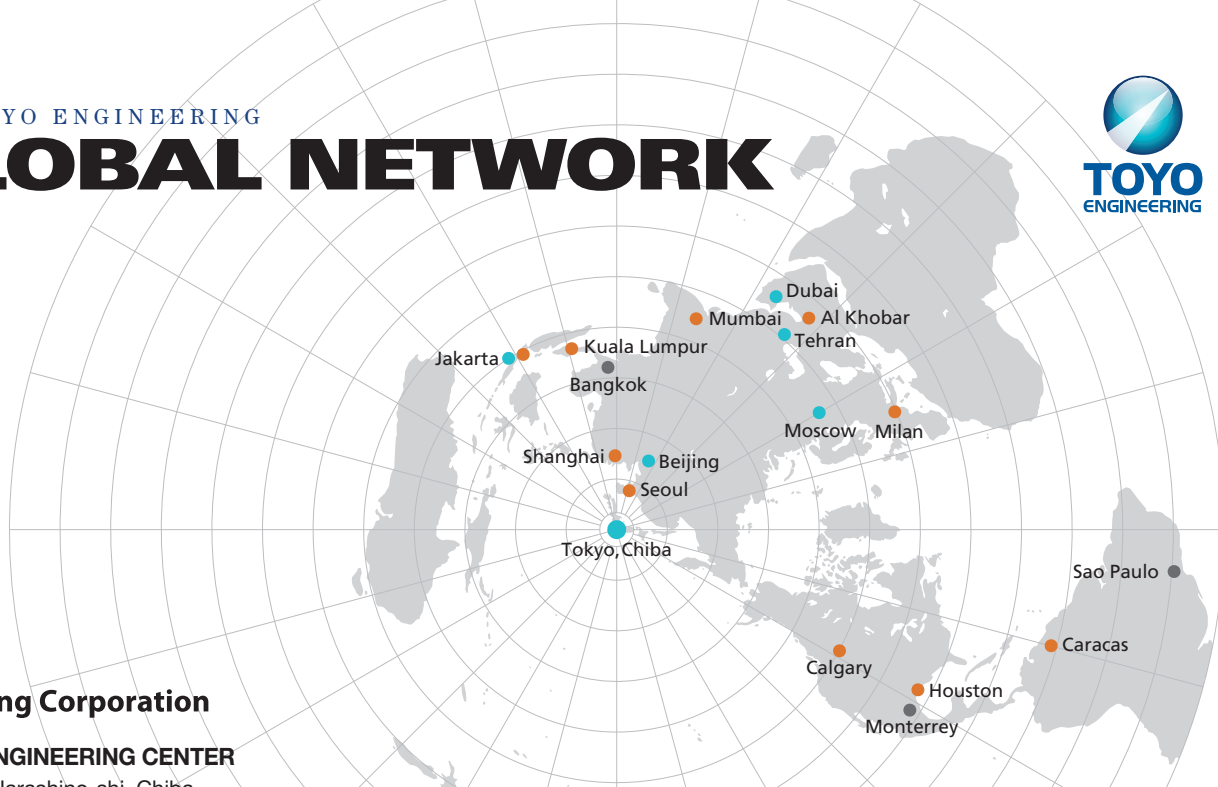 YO ENGINEERING
LOBAL NETWORK
TOYO
ENGINEERING
Dubai
Mumbai
Al Khobar
Tehran
Jakarta
Kuala Lumpur
Bangkok
Moscow
Milan
Shanghai
Beijing
Seoul
Tokyo,Chiba
Sao Paulo
Caracas
Calgary
Houston
Monterrey
ng Corporation
NGINEERING CENTER